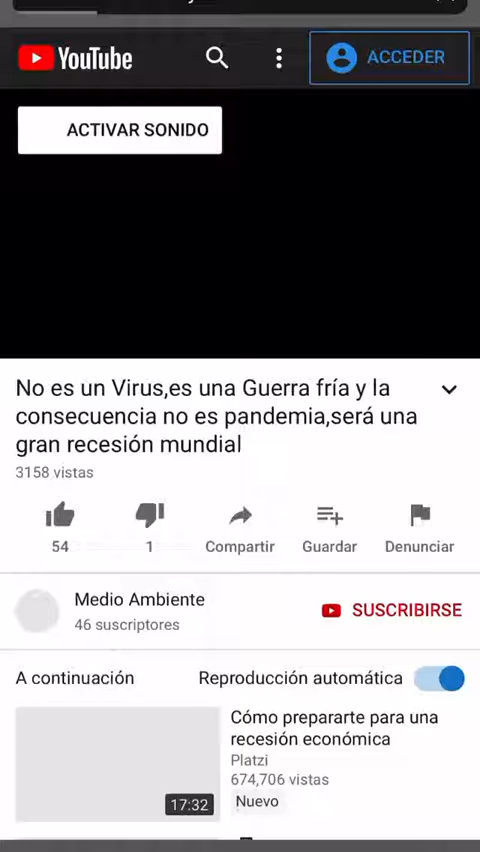 YouTube
ACCEDER
ACTIVAR SONIDO
No es un Virus,es una Guerra fría y la
consecuencia no es pandemia,será una
gran recesión mundial
3158 vistas
54
1
Compartir
Guardar
Denunciar
Medio Ambiente
46 suscriptores
SUSCRIBIRSE
A continuación
Reproducción automática
Cómo prepararte para una
recesión económica
Platzi
674,706 vistas
Nuevo
17:32